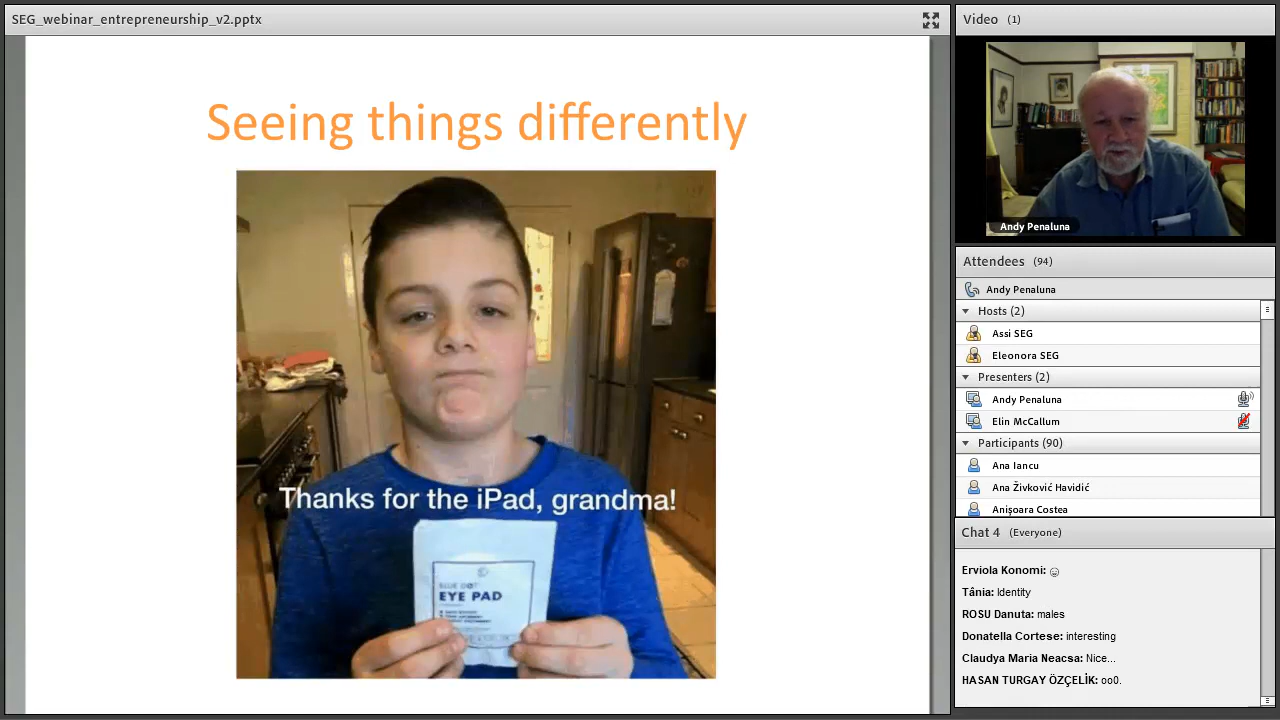 SEG_webinar_entrepreneurship_v2.pptx
Seeing things differently
Thanks for the iPad, grandma!
BLUE DOT
EYE PAD
Video (1)
Andy Penaluna
Attendees (94)
Andy Penaluna
Hosts (2)
Assi SEG
Eleonora SEG
Presenters (2)
Andy Penaluna
Elin McCallum
Participants (90)
Ana Iancu
Ana Živković Havidić
Anişoara Costea
Chat 4 (Everyone)
Erviola Konomi: ☺
Tânia: Identity
ROSU Danuta: males
Donatella Cortese: interesting
Claudya Maria Neacsa: Nice...
HASAN TURGAY ÖZÇELİK: oo0.